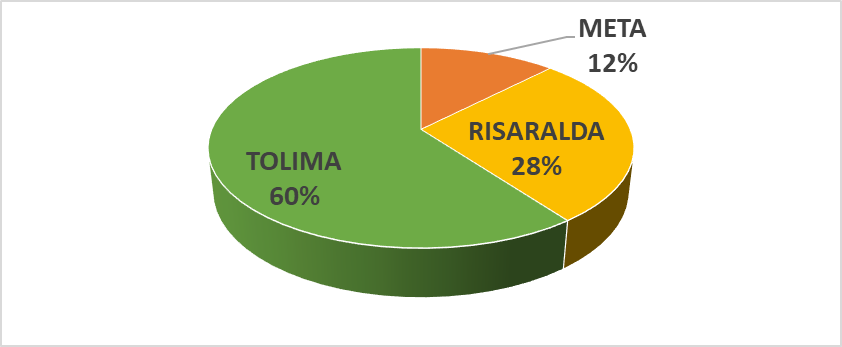 META
12%
RISARALDA
28%
TOLIMA
60%